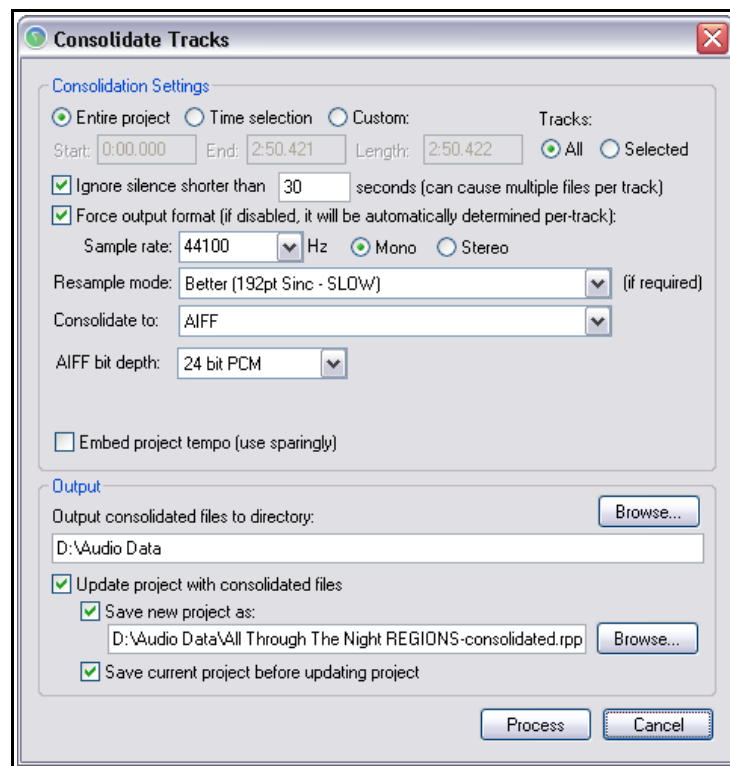 Consolidate Tracks
Consolidation Settings
Entire project Time selection Custom: Tracks:
Start: 0:00.000 End: 2:50.421 Length: 2:50.422 All Selected
Ignore silence shorter than 30 seconds (can cause multiple files per track)
Force output format (if disabled, it will be automatically determined per-track):
Sample rate: 44100 Hz Mono Stereo
Resample mode: Better (192pt Sinc - SLOW) (if required)
Consolidate to: AIFF
AIFF bit depth: 24 bit PCM
Embed project tempo (use sparingly)
Output
Output consolidated files to directory: Browse...
D:\Audio Data
Update project with consolidated files
Save new project as:
D:\Audio Data\All Through The Night REGIONS-consolidated.rpp Browse...
Save current project before updating project
Process Cancel